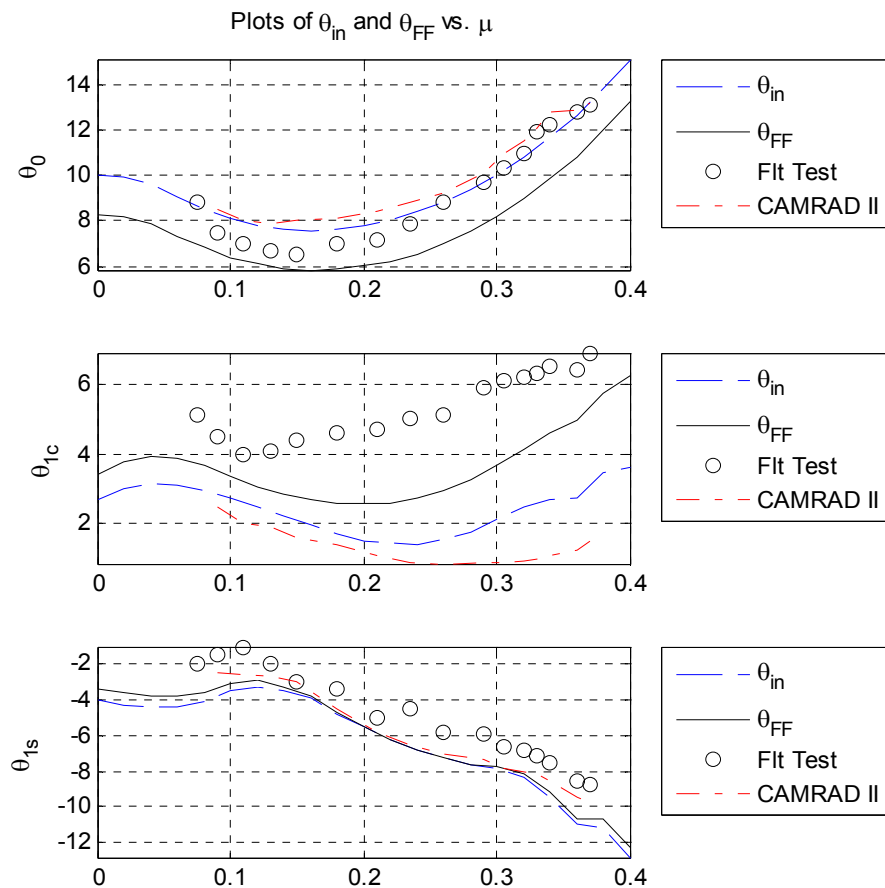 Plots of θin and θFF vs. μ
14
12
10
8
6
θ0
0 0.1 0.2 0.3 0.4
θin
θFF
Flt Test
CAMRAD II
6
4
2
θ1c
0 0.1 0.2 0.3 0.4
θin
θFF
Flt Test
CAMRAD II
-2
-4
-6
-8
-10
-12
θ1s
0 0.1 0.2 0.3 0.4
θin
θFF
Flt Test
CAMRAD II